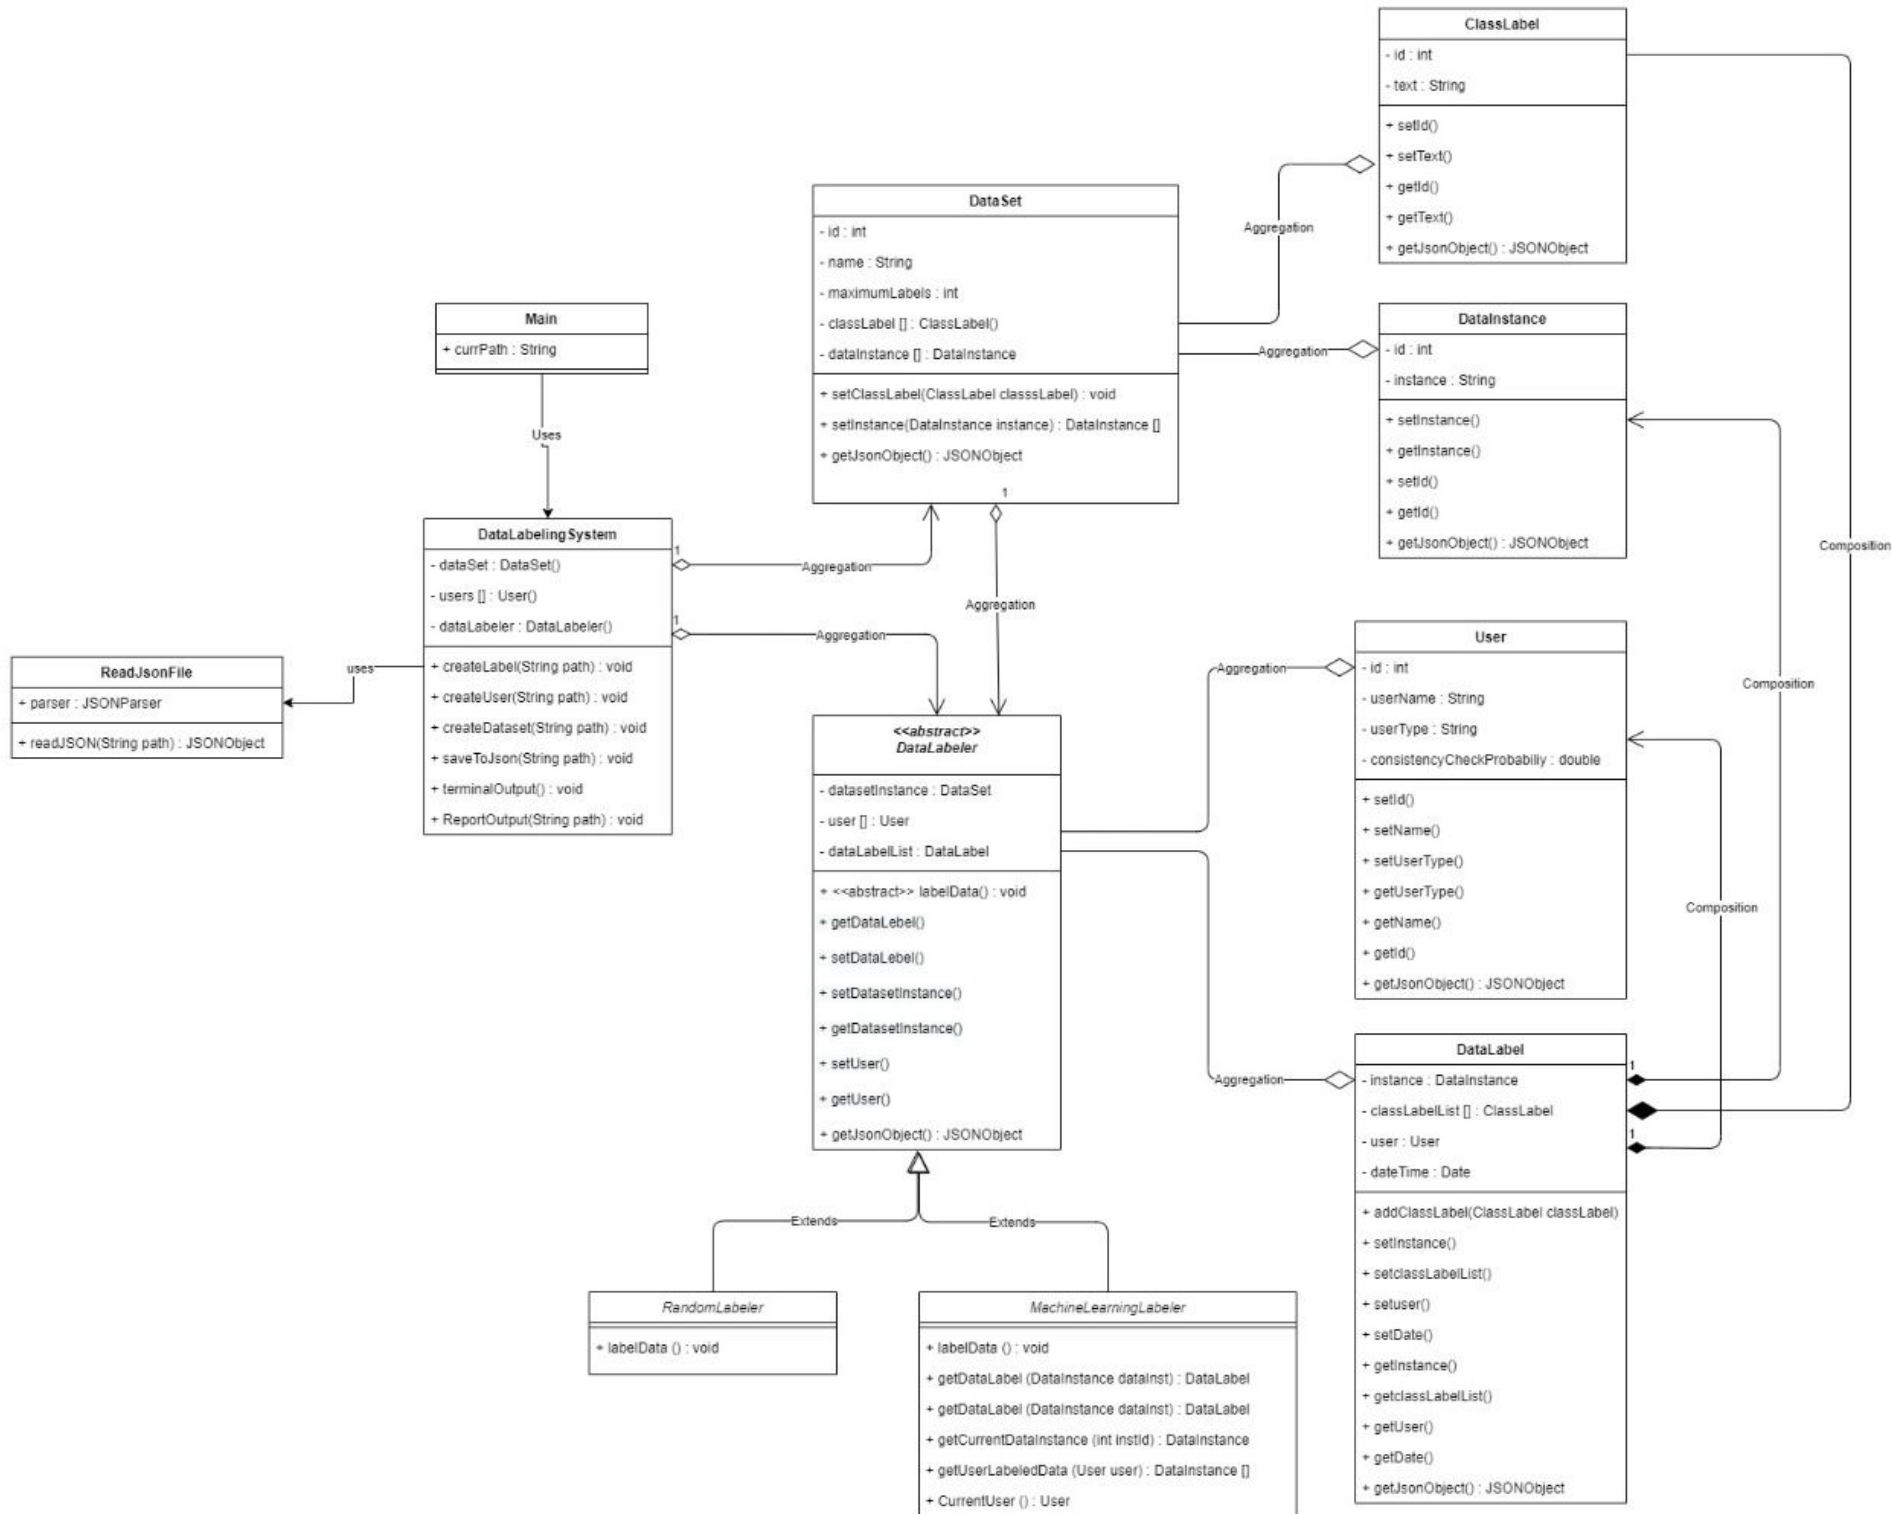 ClassLabel
- id : int
- text : String
+ setId()
+ setText()
+ getId()
+ getText()
+ getJsonObject() : JSONObject
DataSet
- id : int
- name : String
- maximumLabels : int
- classLabel [] : ClassLabel()
- dataInstance [] : DataInstance
+ setClassLabel(ClassLabel classsLabel) : void
+ setInstance(DataInstance instance) : DataInstance []
+ getJsonObject() : JSONObject
1
Aggregation
Aggregation
DataInstance
- id : int
- instance : String
+ setInstance()
+ getInstance()
+ setId()
+ getId()
+ getJsonObject() : JSONObject
Main
+ currPath : String
Uses
DataLabelingSystem
- dataSet : DataSet()
- users [] : User()
- dataLabeler : DataLabeler()
+ createLabel(String path) : void
+ createUser(String path) : void
+ createDataset(String path) : void
+ saveToJson(String path) : void
+ terminalOutput() : void
+ ReportOutput(String path) : void
1
Aggregation
1
Aggregation
Aggregation
Composition
Composition
Composition
uses
ReadJsonFile
+ parser : JSONParser
+ readJSON(String path) : JSONObject
<<abstract>>
DataLabeler
- datasetInstance : DataSet
- user [] : User
- dataLabelList : DataLabel
+ <<abstract>> labelData() : void
+ getDataLebel()
+ setDataLebel()
+ setDatasetInstance()
+ getDatasetInstance()
+ setUser()
+ getUser()
+ getJsonObject() : JSONObject
Aggregation
Aggregation
User
- id : int
- userName : String
- userType : String
- consistencyCheckProbabiliy : double
+ setId()
+ setName()
+ setUserType()
+ getUserType()
+ getName()
+ getId()
+ getJsonObject() : JSONObject
DataLabel
- instance : DataInstance
- classLabelList [] : ClassLabel
- user : User
- dateTime : Date
+ addClassLabel(ClassLabel classLabel)
+ setInstance()
+ setclassLabelList()
+ setuser()
+ setDate()
+ getInstance()
+ getclassLabelList()
+ getUser()
+ getDate()
+ getJsonObject() : JSONObject
1
1
Extends
Extends
RandomLabeler
+ labelData () : void
MachineLearningLabeler
+ labelData () : void
+ getDataLabel (DataInstance dataInst) : DataLabel
+ getDataLabel (DataInstance dataInst) : DataLabel
+ getCurrentDataInstance (int instId) : DataInstance
+ getUserLabeledData (User user) : DataInstance []
+ CurrentUser () : User